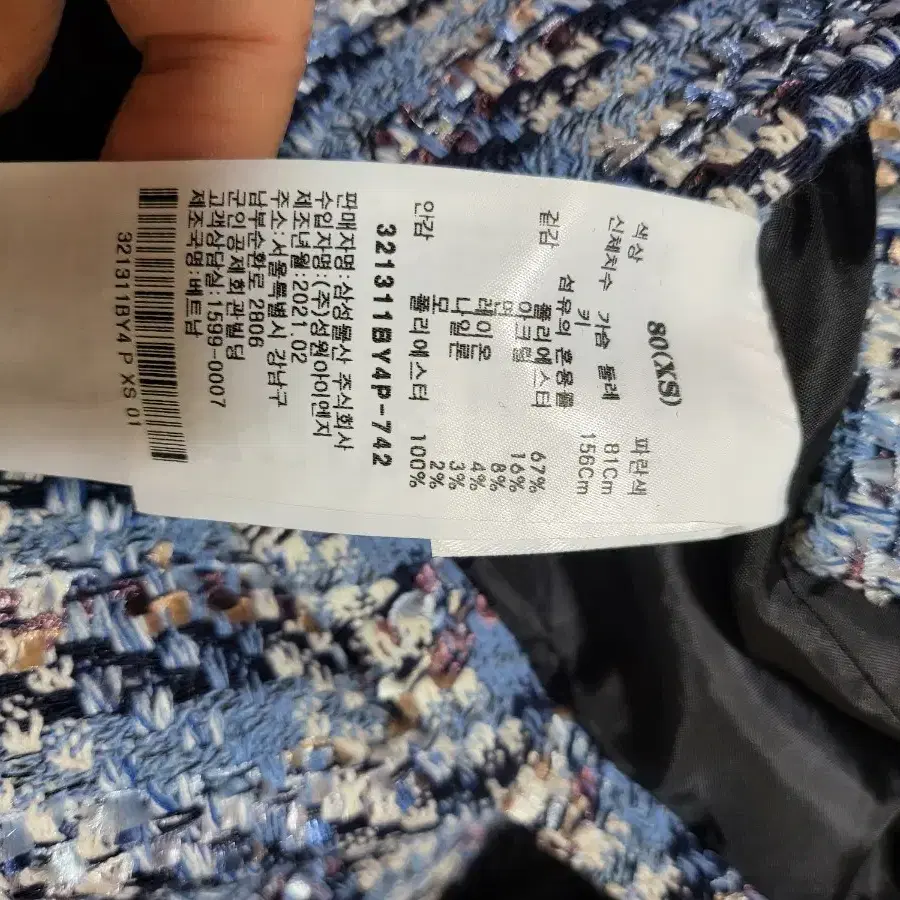 80(XS)
색상 파란색
신체치수 가슴 둘레 81Cm
키 156Cm
섬유의 혼용율
겉감 폴리에스터 67%
아크릴 16%
면 8%
레이온 4%
나일론 3%
모 2%
안감 폴리에스터 100%
321311BY4P-742
판매자명:삼성물산 주식회사
수입자명:(주)성원아이엔지
제조년월:2021.02
주소:서울특별시 강남구
남부순환로 2806
군인공제회관빌딩
고객상담실 1599-0007
제조국명:베트남
321311BY4 P XS 01